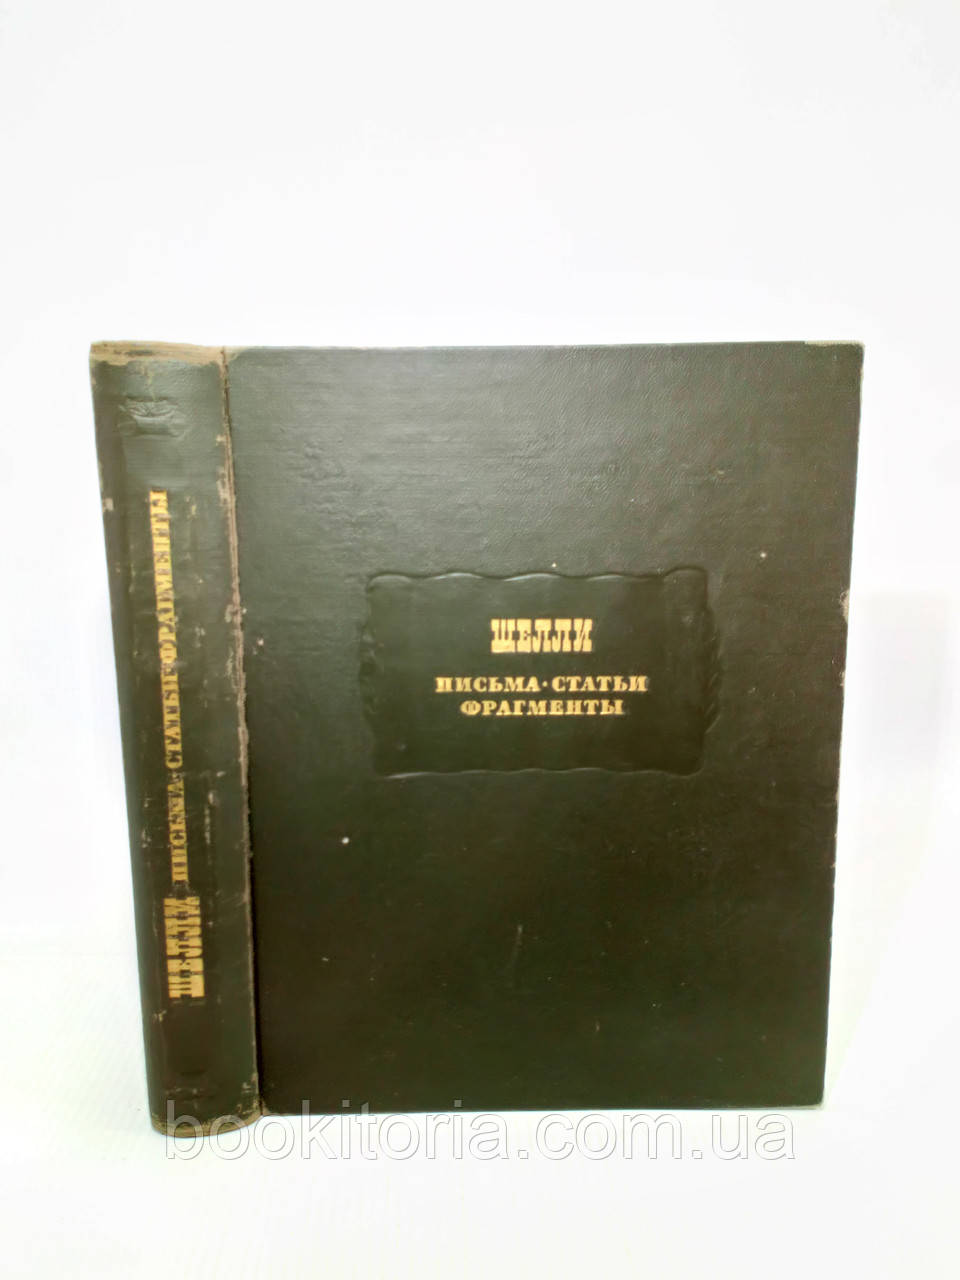 ШЕЛЛИ ПИСЬМА·СТАТЬИ·ФРАГМЕНТЫ
ШЕЛЛИ
ПИСЬМА·СТАТЬИ
ФРАГМЕНТЫ
bookitoria.com.ua